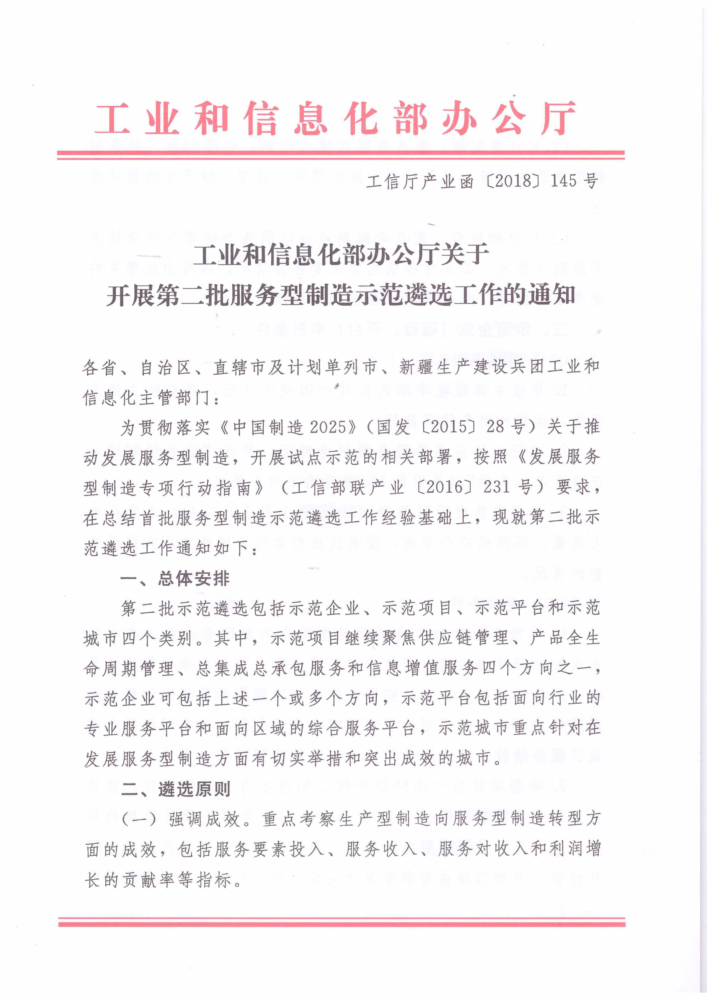 工业和信息化部办公厅
工信厅产业函〔2018〕145号
工业和信息化部办公厅关于
开展第二批服务型制造示范遴选工作的通知
各省、自治区、直辖市及计划单列市、新疆生产建设兵团工业和
信息化主管部门：
为贯彻落实《中国制造2025》（国发〔2015〕28号）关于推
动发展服务型制造，开展试点示范的相关部署，按照《发展服务
型制造专项行动指南》（工信部联产业〔2016〕231号）要求，
在总结首批服务型制造示范遴选工作经验基础上，现就第二批示
范遴选工作通知如下：
一、总体安排
第二批示范遴选包括示范企业、示范项目、示范平台和示范
城市四个类别。其中，示范项目继续聚焦供应链管理、产品全生
命周期管理、总集成总承包服务和信息增值服务四个方向之一，
示范企业可包括上述一个或多个方向，示范平台包括面向行业的
专业服务平台和面向区域的综合服务平台，示范城市重点针对在
发展服务型制造方面有切实举措和突出成效的城市。
二、遴选原则
（一）强调成效。重点考察生产型制造向服务型制造转型方
面的成效，包括服务要素投入、服务收入、服务对收入和利润增
长的贡献率等指标。